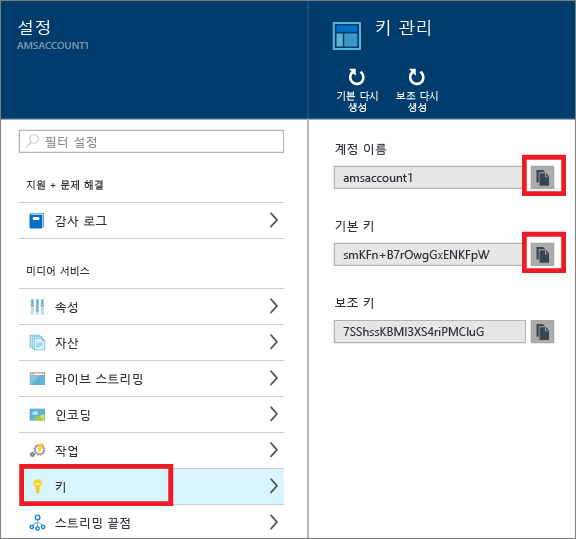 설정
AMSACCOUNT1
필터 설정
지원 + 문제 해결
감사 로그
미디어 서비스
속성
자산
라이브 스트리밍
인코딩
작업
키
스트리밍 끝점
키 관리
기본 다시
생성
보조 다시
생성
계정 이름
amsaccount1
기본 키
smKFn+B7rOwgGxENKFpW
보조 키
7SShssKBMI3XS4riPMCluG